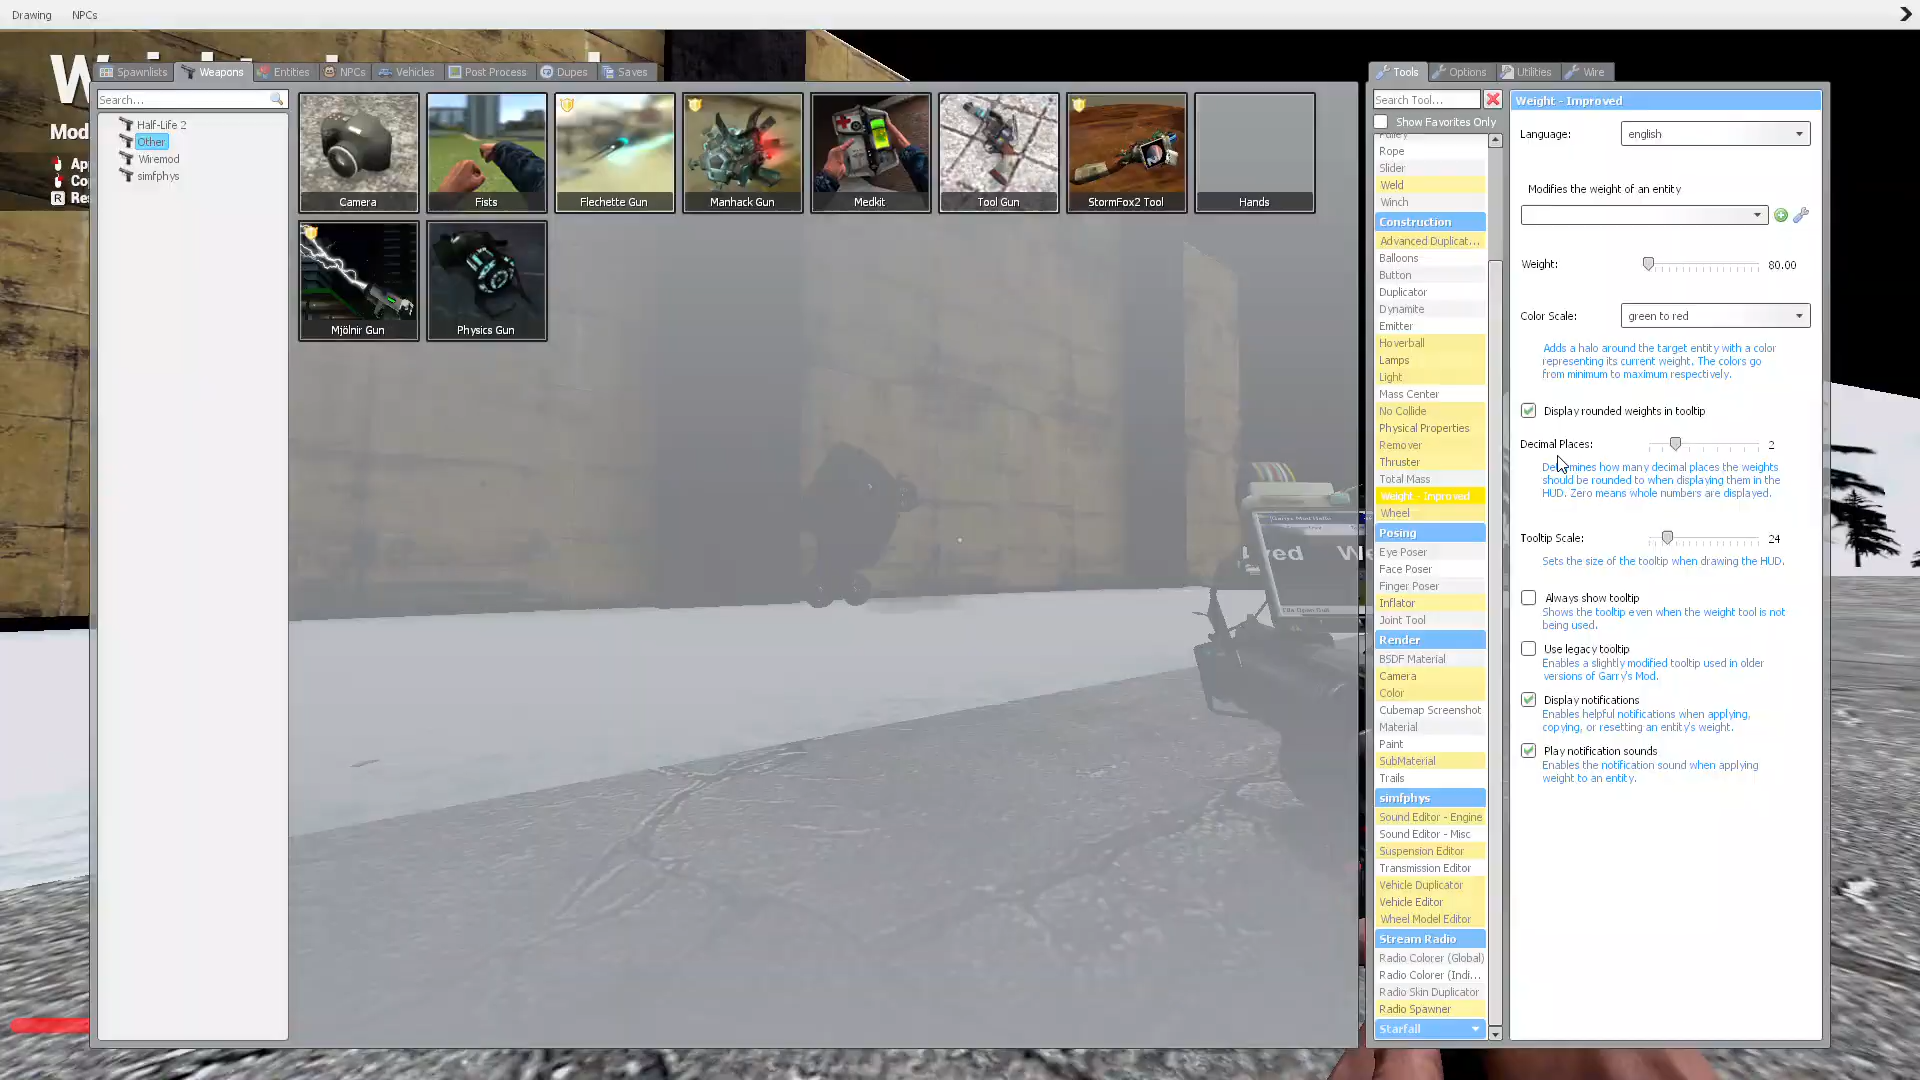 Drawing
NPCs
Mod
Ap
Co
R Re
Spawnlists
Weapons
Entities
NPCs
Vehicles
Post Process
Dupes
Saves
Search...
Half-Life 2
Other
Wiremod
simfphys
Camera
Fists
Flechette Gun
Manhack Gun
Medkit
Tool Gun
StormFox2 Tool
Hands
Mjölnir Gun
Physics Gun
Tools
Options
Utilities
Wire
Search Tool...
Show Favorites Only
Pulley
Rope
Slider
Weld
Winch
Construction
Advanced Duplicat...
Balloons
Button
Duplicator
Dynamite
Emitter
Hoverball
Lamps
Light
Mass Center
No Collide
Physical Properties
Remover
Thruster
Total Mass
Weight - Improved
Wheel
Posing
Eye Poser
Face Poser
Finger Poser
Inflator
Joint Tool
Render
BSDF Material
Camera
Color
Cubemap Screenshot
Material
Paint
SubMaterial
Trails
simfphys
Sound Editor - Engine
Sound Editor - Misc
Suspension Editor
Transmission Editor
Vehicle Duplicator
Vehicle Editor
Wheel Model Editor
Stream Radio
Radio Colorer (Global)
Radio Colorer (Indi...
Radio Skin Duplicator
Radio Spawner
Starfall
Weight - Improved
Language: english
Modifies the weight of an entity
Weight: 80.00
Color Scale: green to red
Adds a halo around the target entity with a color
representing its current weight. The colors go
from minimum to maximum respectively.
Display rounded weights in tooltip
Decimal Places: 2
Determines how many decimal places the weights
should be rounded to when displaying them in the
HUD. Zero means whole numbers are displayed.
Tooltip Scale: 24
Sets the size of the tooltip when drawing the HUD.
Always show tooltip
Shows the tooltip even when the weight tool is not
being used.
Use legacy tooltip
Enables a slightly modified tooltip used in older
versions of Garry's Mod.
Display notifications
Enables helpful notifications when applying,
copying, or resetting an entity's weight.
Play notification sounds
Enables the notification sound when applying
weight to an entity.